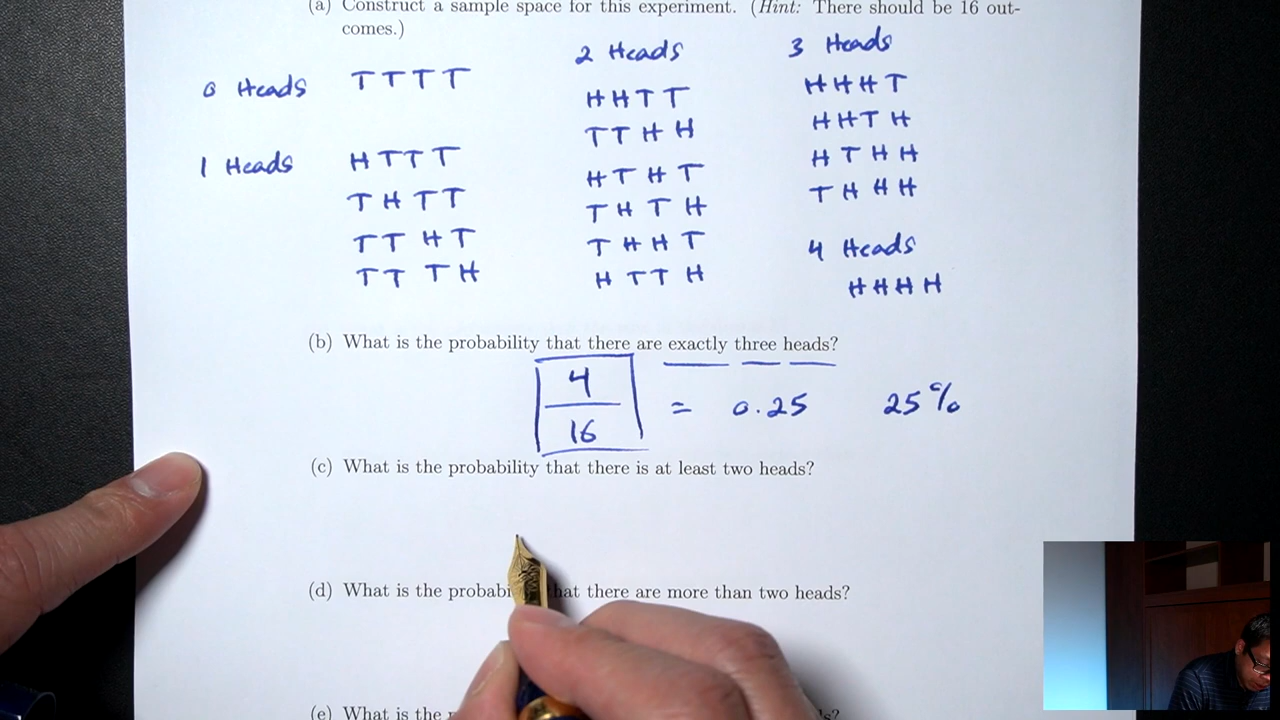 (a) Construct a sample space for this experiment. (Hint: There should be 16 out-
comes.)
0 Heads TTTT
1 Heads HTTT
THTT
TTHT
TTTH
2 Heads
HHTT
TTHH
HTHT
THTH
THHT
HTTH
3 Heads
HHHT
HHTH
HTHH
THHH
4 Heads
HHHH
(b) What is the probability that there are exactly three heads?
4
16
= 0.25 25%
(c) What is the probability that there is at least two heads?
(d) What is the that there are more than two heads?
(e) What is the